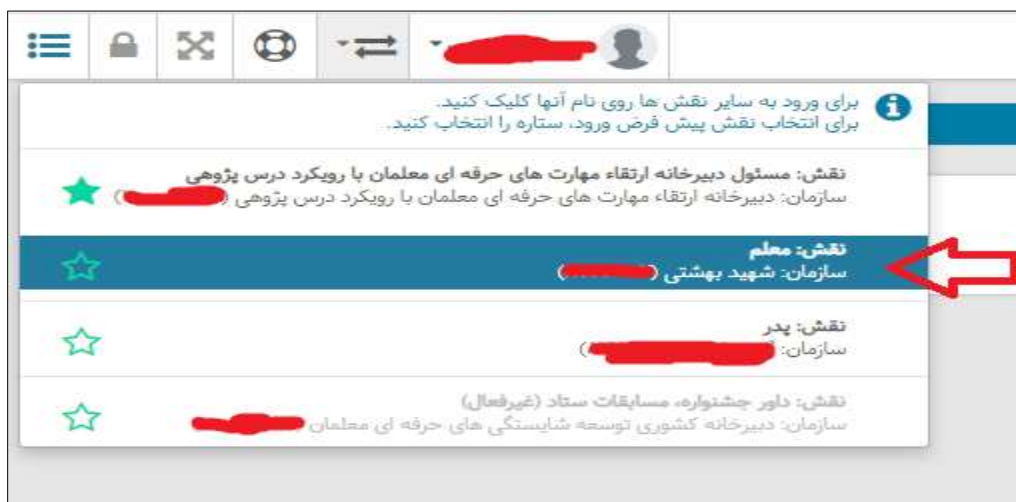 برای ورود به سایر نقش ها روی نام آنها کلیک کنید.
برای انتخاب نقش پیش فرض ورود، ستاره را انتخاب کنید.
نقش: مسئول دبیرخانه ارتقاء مهارت های حرفه ای معلمان با رویکرد درس پژوهی
سازمان: دبیرخانه ارتقاء مهارت های حرفه ای معلمان با رویکرد درس پژوهی ( )
نقش: معلم
سازمان: شهید بهشتی ( )
نقش: پدر
سازمان: )
نقش: داور جشنواره، مسابقات ستاد (غیرفعال)
سازمان: دبیرخانه کشوری توسعه شایستگی های حرفه ای معلمان